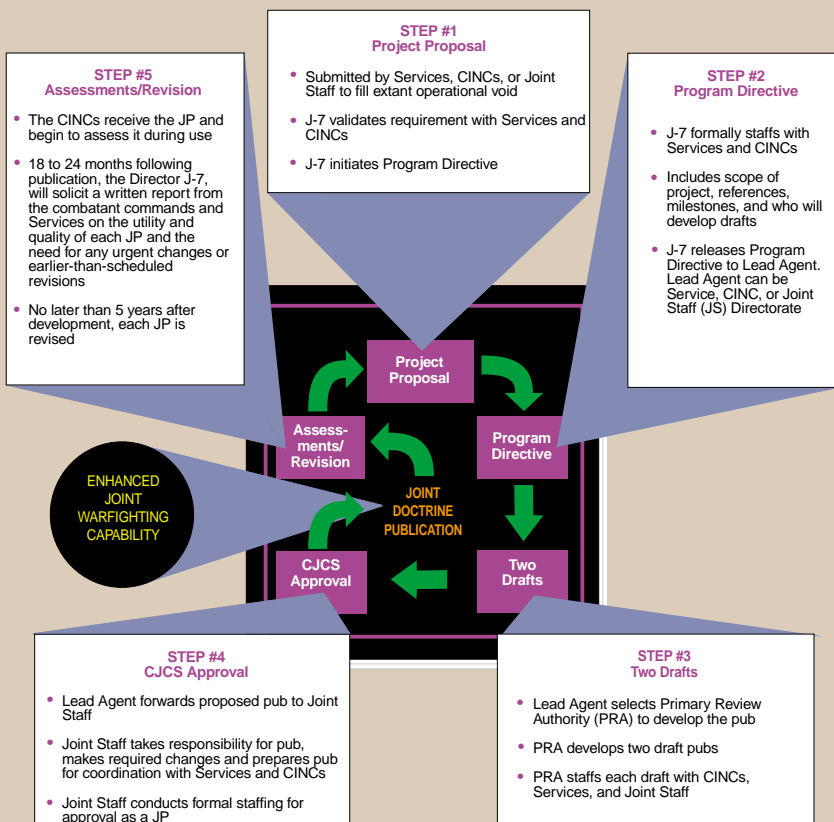 STEP #1
Project Proposal
• Submitted by Services, CINCs, or Joint
Staff to fill extant operational void
• J-7 validates requirement with Services and
CINCs
• J-7 initiates Program Directive
STEP #2
Program Directive
• J-7 formally staffs with
Services and CINCs
• Includes scope of
project, references,
milestones, and who will
develop drafts
• J-7 releases Program
Directive to Lead Agent.
Lead Agent can be
Service, CINC, or Joint
Staff (JS) Directorate
STEP #3
Two Drafts
• Lead Agent selects Primary Review
Authority (PRA) to develop the pub
• PRA develops two draft pubs
• PRA staffs each draft with CINCs,
Services, and Joint Staff
STEP #4
CJCS Approval
• Lead Agent forwards proposed pub to Joint
Staff
• Joint Staff takes responsibility for pub,
makes required changes and prepares pub
for coordination with Services and CINCs
• Joint Staff conducts formal staffing for
approval as a JP
STEP #5
Assessments/Revision
• The CINCs receive the JP and
begin to assess it during use
• 18 to 24 months following
publication, the Director J-7,
will solicit a written report from
the combatant commands and
Services on the utility and
quality of each JP and the
need for any urgent changes or
earlier-than-scheduled
revisions
• No later than 5 years after
development, each JP is
revised
Project
Proposal
Program
Directive
Two
Drafts
CJCS
Approval
Assess-
ments/
Revision
JOINT
DOCTRINE
PUBLICATION
ENHANCED
JOINT
WARFIGHTING
CAPABILITY